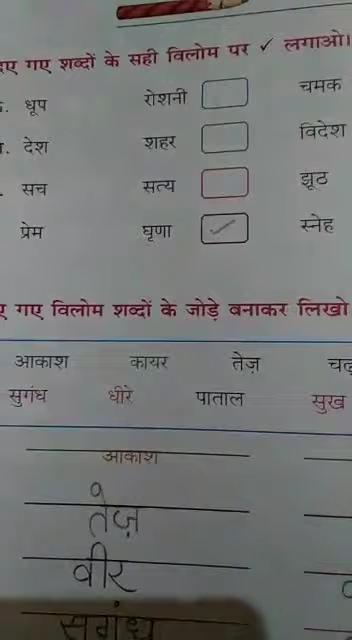 दिए गए शब्दों के सही विलोम पर ✓ लगाओ।
धूप रोशनी चमक
देश शहर विदेश
सच सत्य झूठ
प्रेम घृणा ✓ स्नेह
गए विलोम शब्दों के जोड़े बनाकर लिखो
आकाश कायर तेज़
सुगंध धीरे पाताल सुख
आकाश
तेज़
वीर
सुगंध